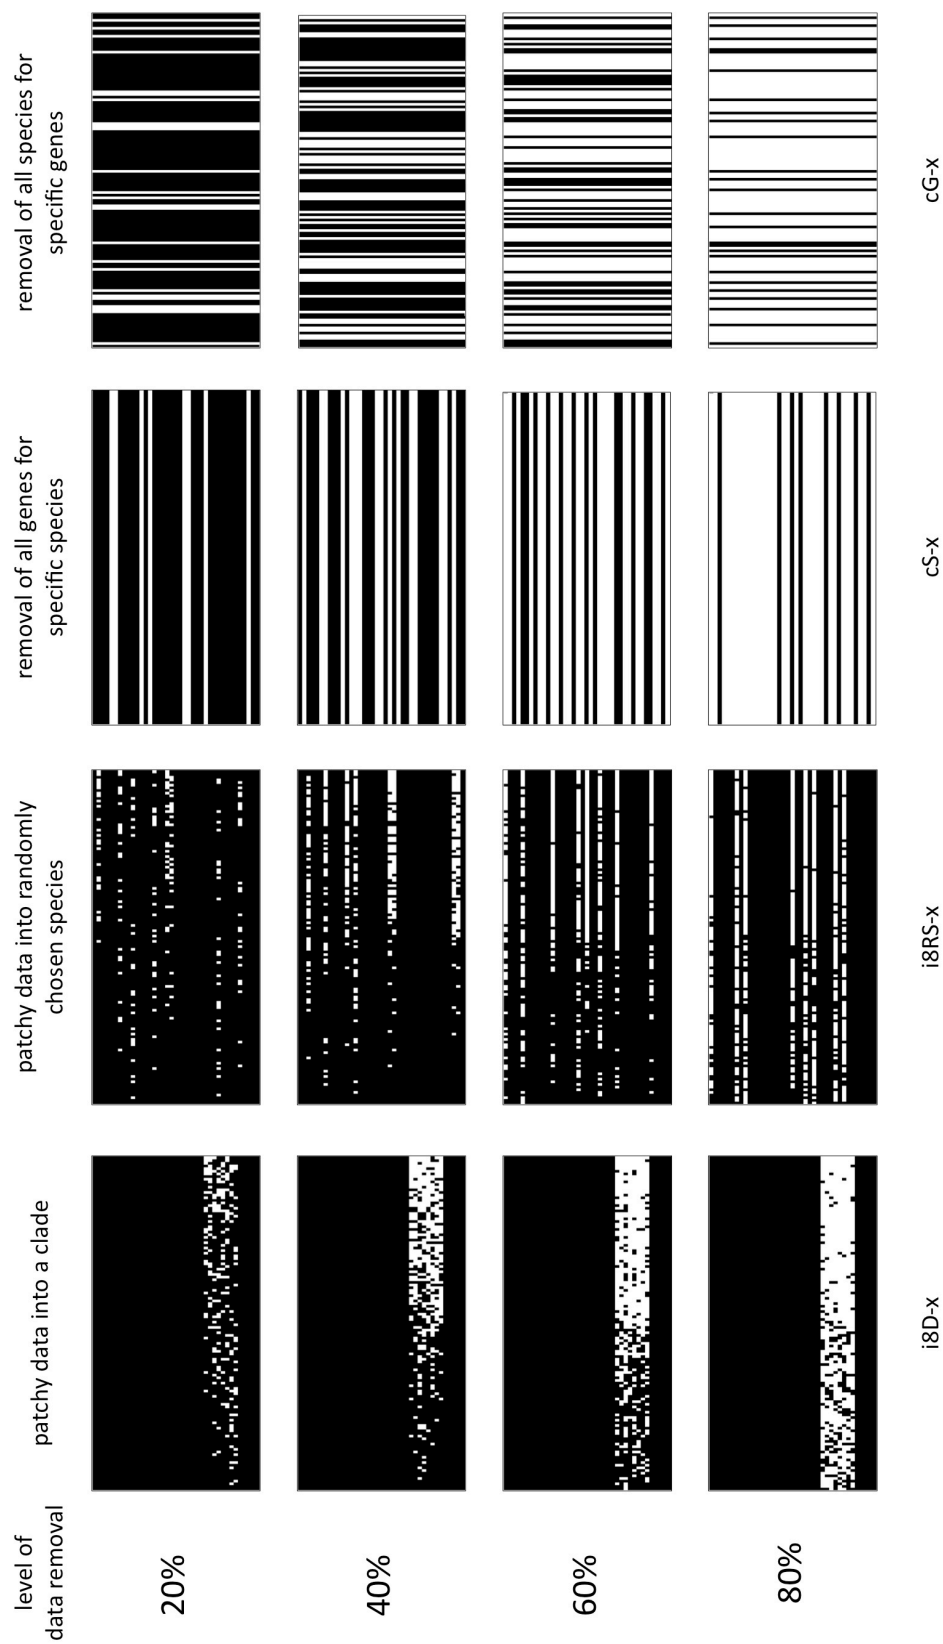 level of
data removal
patchy data into a clade
patchy data into randomly
chosen species
removal of all genes for
specific species
removal of all species for
specific genes
20%
40%
60%
80%
i8D-x
i8RS-x
cS-x
cG-x